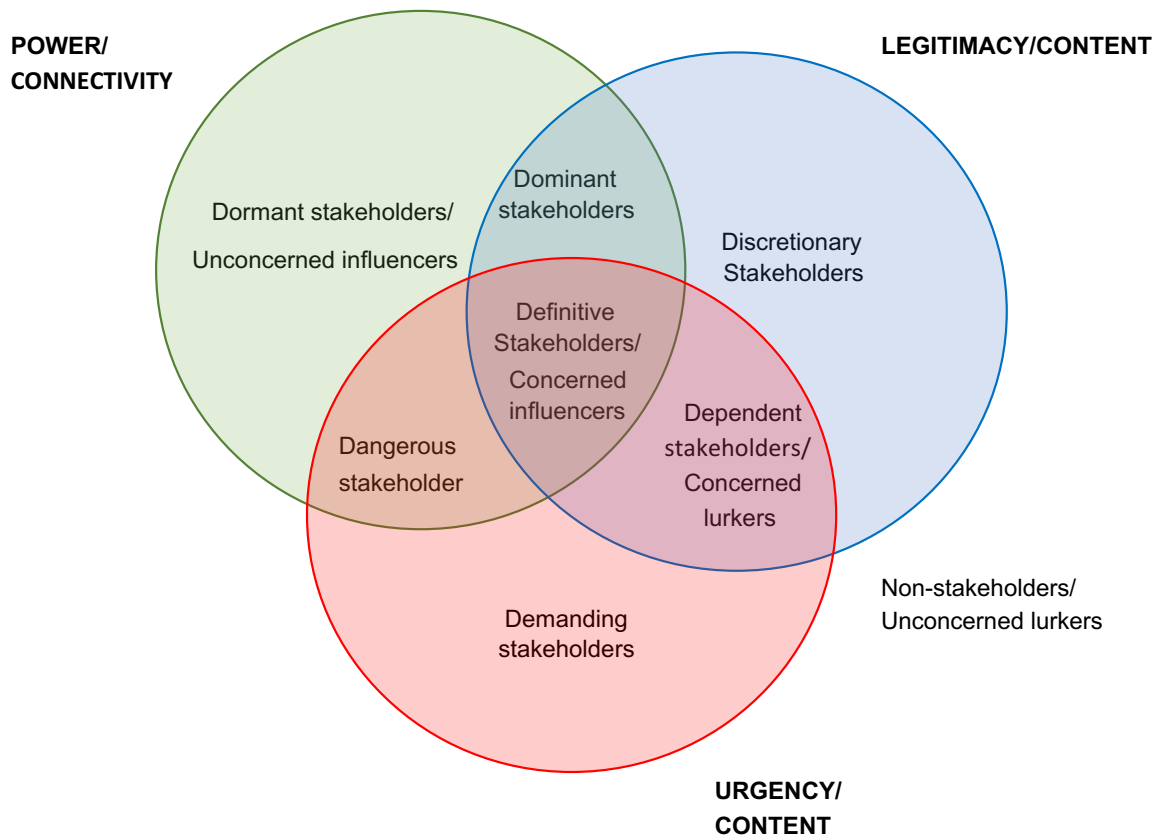 POWER/
CONNECTIVITY
LEGITIMACY/CONTENT
Dominant
stakeholders
Dormant stakeholders/
Unconcerned influencers
Discretionary
Stakeholders
Definitive
Stakeholders/
Concerned
influencers
Dependent
stakeholders/
Concerned
lurkers
Dangerous
stakeholder
Non-stakeholders/
Unconcerned lurkers
Demanding
stakeholders
URGENCY/
CONTENT